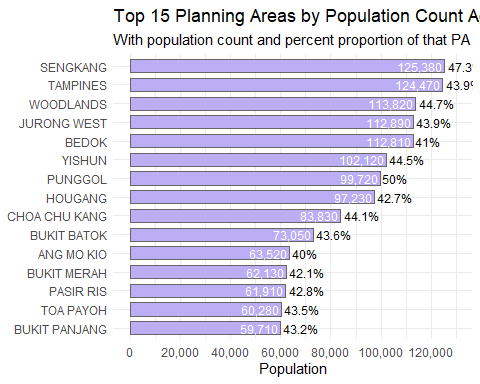 Top 15 Planning Areas by Population Count A
With population count and percent proportion of that PA
SENGKANG 125,380 47.3
TAMPINES 124,470 43.9%
WOODLANDS 113,820 44.7%
JURONG WEST 112,890 43.9%
BEDOK 112,810 41%
YISHUN 102,120 44.5%
PUNGGOL 99,720 50%
HOUGANG 97,230 42.7%
CHOA CHU KANG 83,830 44.1%
BUKIT BATOK 73,050 43.6%
ANG MO KIO 63,520 40%
BUKIT MERAH 62,130 42.1%
PASIR RIS 61,910 42.8%
TOA PAYOH 60,280 43.5%
BUKIT PANJANG 59,710 43.2%
0 20,000 40,000 60,000 80,000 100,000 120,000
Population